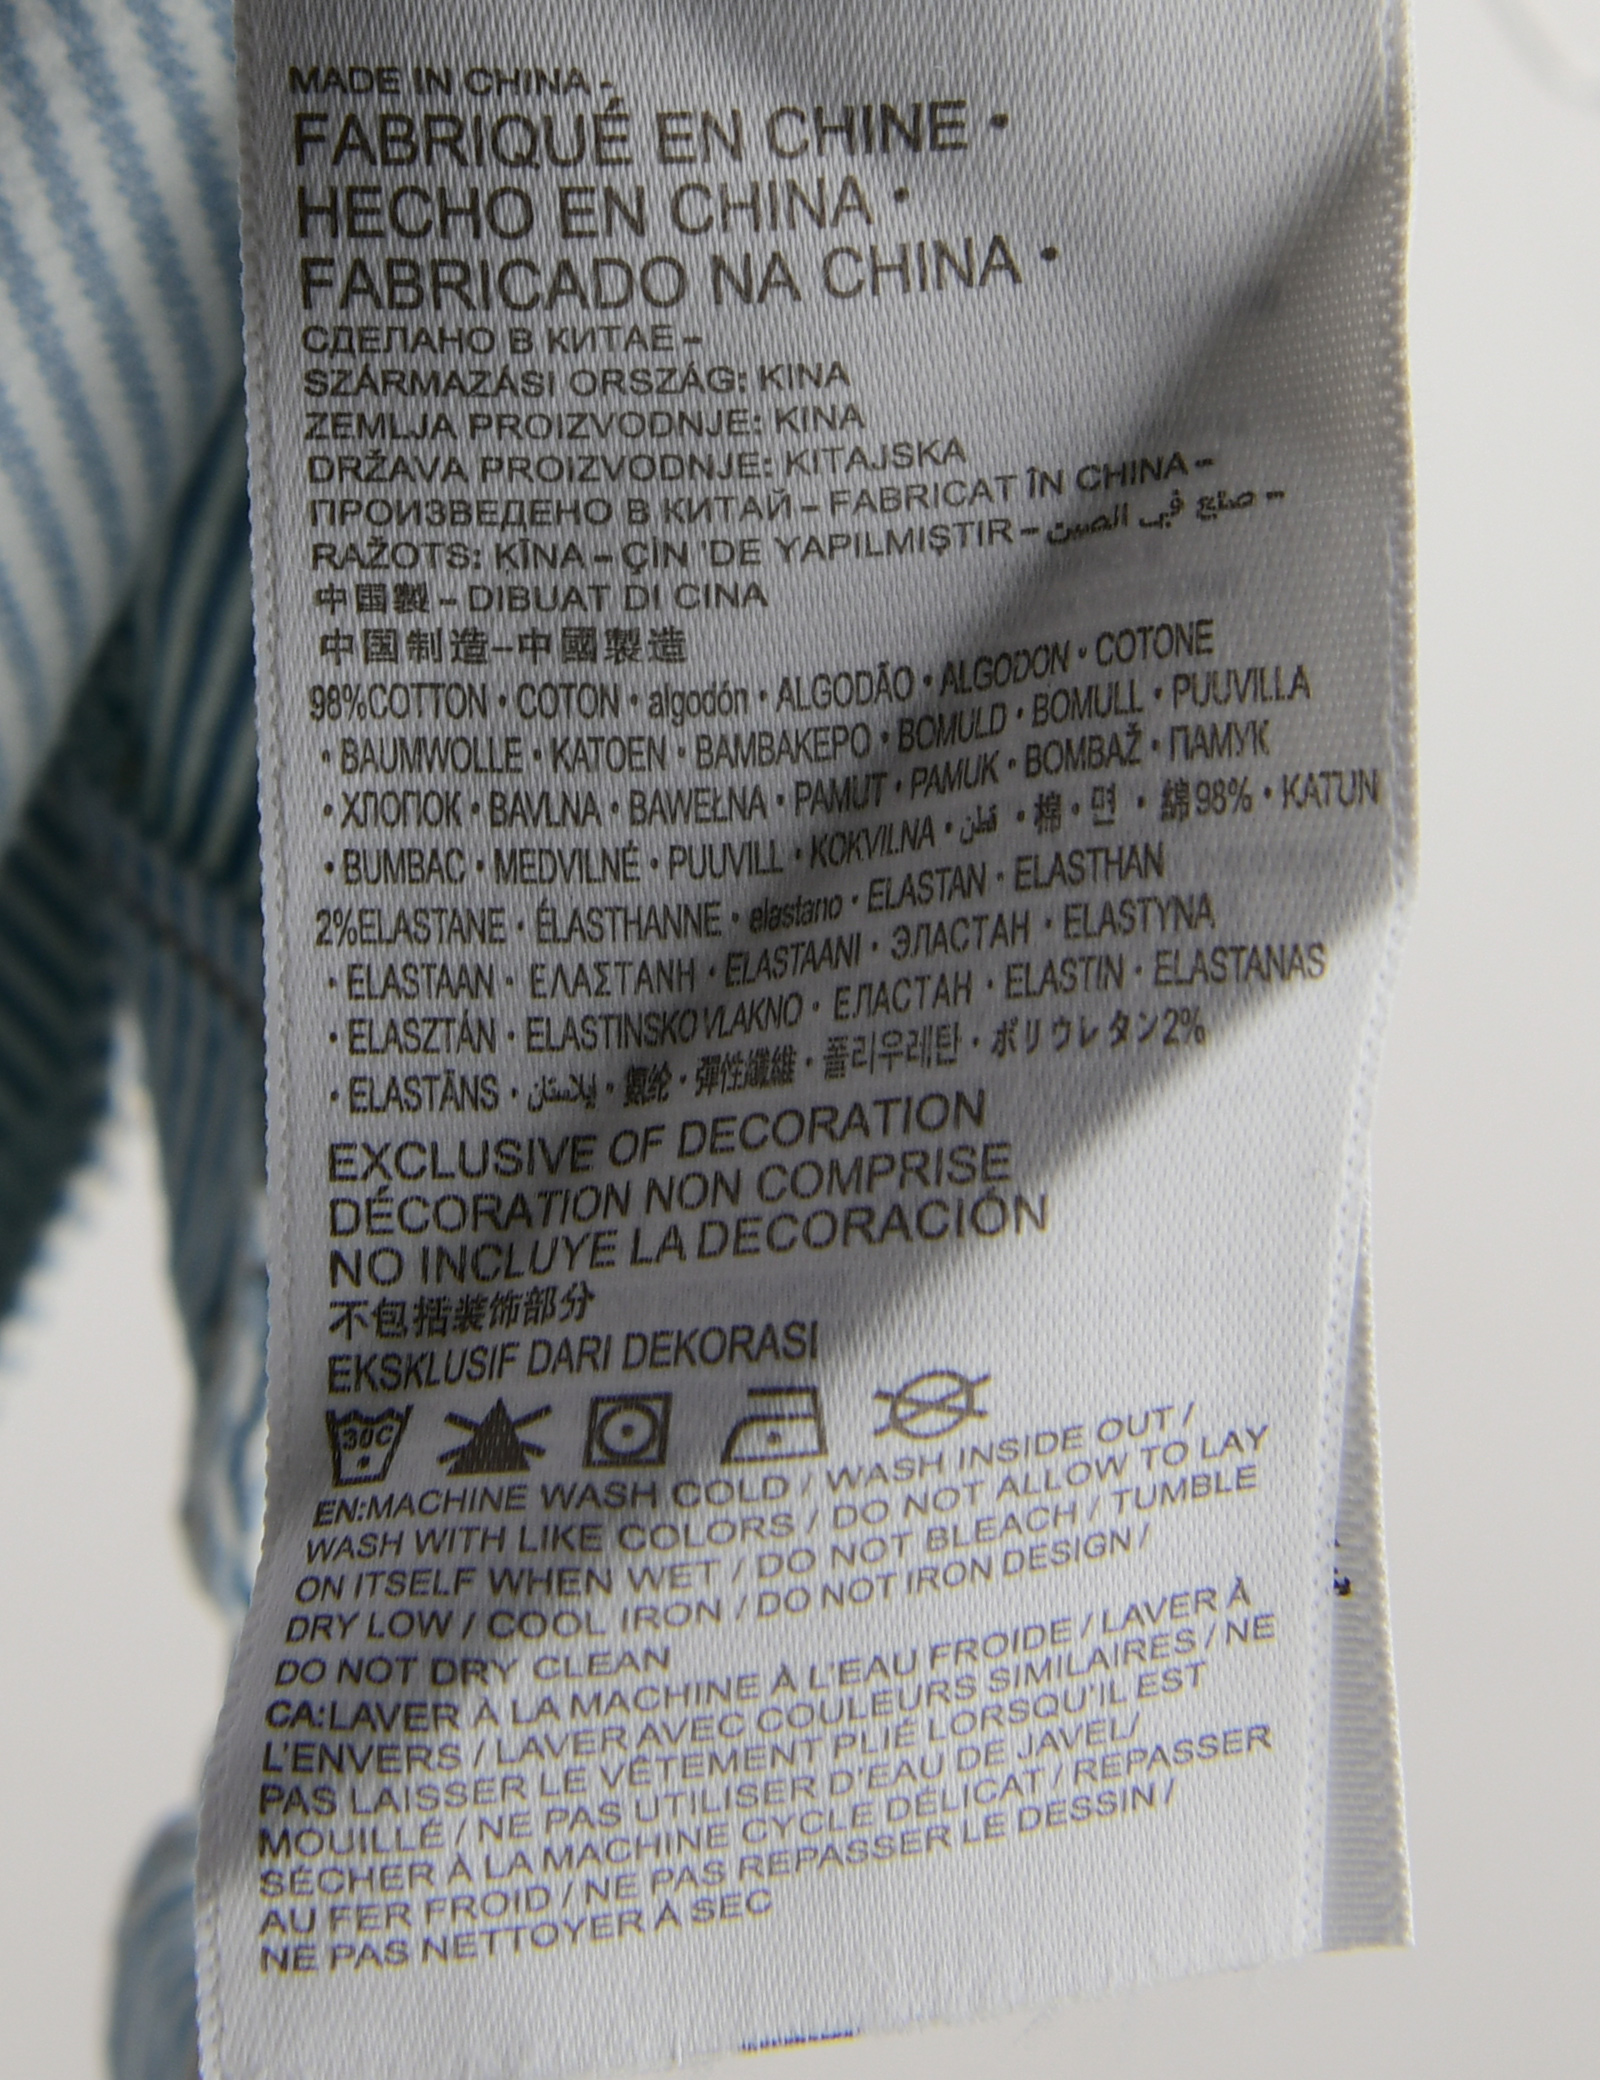 MADE IN CHINA -
FABRIQUÉ EN CHINE •
HECHO EN CHINA •
FABRICADO NA CHINA •
СДЕЛАНО В КИТАЕ –
SZÁRMAZÁSI ORSZÁG: KINA
ZEMLJA PROIZVODNJE: KINA
DRŽAVA PROIZVODNJE: KITAJSKA
ПРОИЗВЕДЕНО В КИТАЙ – FABRICAT ÎN CHINA –
RAŽOTS: KĪNA – ÇİN 'DE YAPILMIŞTIR – صنع في الصين –
中国製 – DIBUAT DI CINA
中国制造–中國製造
98%COTTON • COTON • algodón • ALGODÃO • ALGODON • COTONE
• BAUMWOLLE • KATOEN • BAMBAKEPO • BOMULD • BOMULL • PUUVILLA
• ХЛОПОК • BAVLNA • BAWEŁNA • PAMUT • PAMUK • BOMBAŽ • ПАМУК
• BUMBAC • MEDVILNĖ • PUUVILL • KOKVILNA • قطن • 棉 • 면 • 綿98% • KATUN
2%ELASTANE • ÉLASTHANNE • elastano • ELASTAN • ELASTHAN
• ELASTAAN • ΕΛΑΣΤΑΝΗ • ELASTAANI • ЭЛАСТАН • ELASTYNA
• ELASZTÁN • ELASTINSKO VLAKNO • ЕЛАСТАН • ELASTIN • ELASTANAS
• ELASTĀNS • إيلاستان • 氨纶 • 彈性纖維 • 폴리우레탄 • ポリウレタン2%
EXCLUSIVE OF DECORATION
DÉCORATION NON COMPRISE
NO INCLUYE LA DECORACIÓN
不包括装饰部分
EKSKLUSIF DARI DEKORASI
30C
EN:MACHINE WASH COLD / WASH INSIDE OUT /
WASH WITH LIKE COLORS / DO NOT ALLOW TO LAY
ON ITSELF WHEN WET / DO NOT BLEACH / TUMBLE
DRY LOW / COOL IRON / DO NOT IRON DESIGN /
DO NOT DRY CLEAN
CA:LAVER À LA MACHINE À L'EAU FROIDE / LAVER À
L'ENVERS / LAVER AVEC COULEURS SIMILAIRES / NE
PAS LAISSER LE VÊTEMENT PLIÉ LORSQU'IL EST
MOUILLÉ / NE PAS UTILISER D'EAU DE JAVEL/
SÉCHER À LA MACHINE CYCLE DÉLICAT / REPASSER
AU FER FROID / NE PAS REPASSER LE DESSIN /
NE PAS NETTOYER À SEC